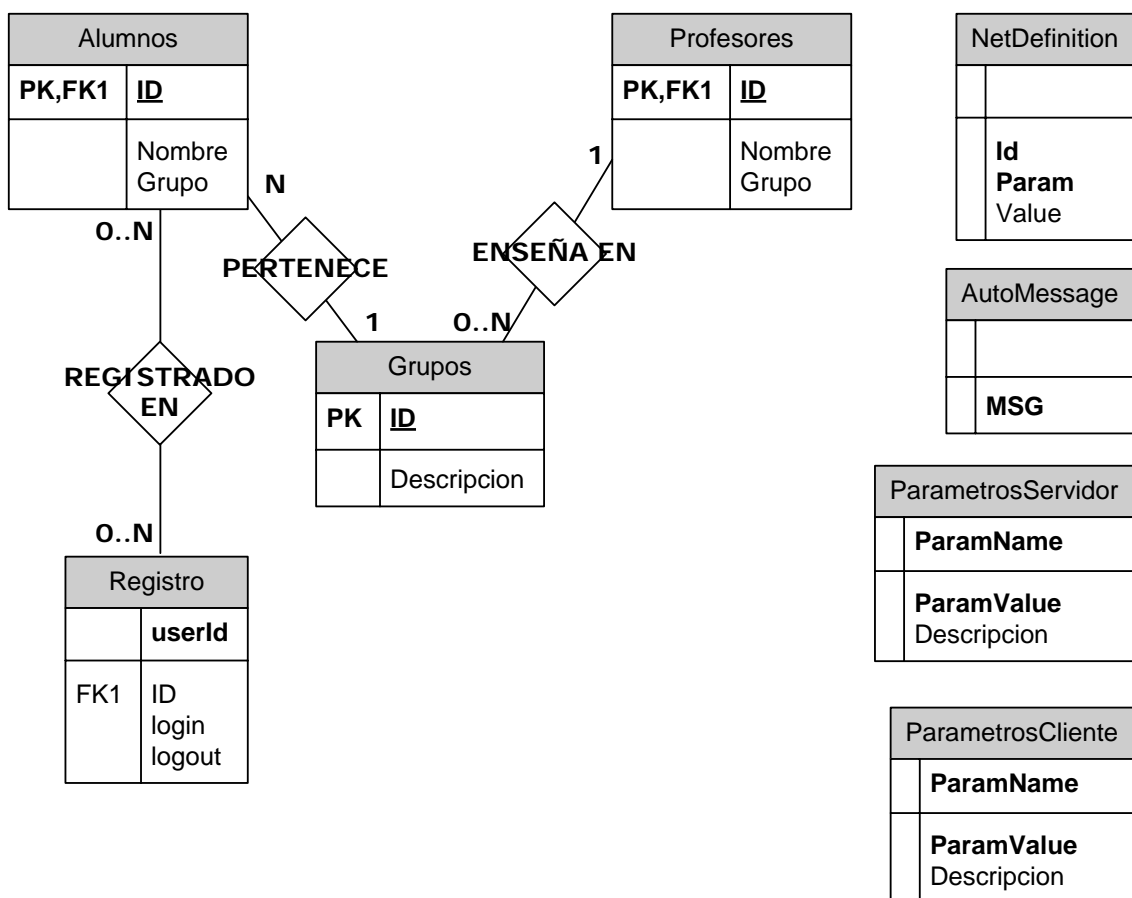 Alumnos
PK,FK1 ID
Nombre
Grupo
Profesores
PK,FK1 ID
Nombre
Grupo
NetDefinition
Id
Param
Value
N
1
0..N
PERTENECE
ENSEÑA EN
1
0..N
AutoMessage
MSG
REGISTRADO
EN
Grupos
PK ID
Descripcion
ParametrosServidor
ParamName
ParamValue
Descripcion
0..N
Registro
userId
FK1 ID
login
logout
ParametrosCliente
ParamName
ParamValue
Descripcion